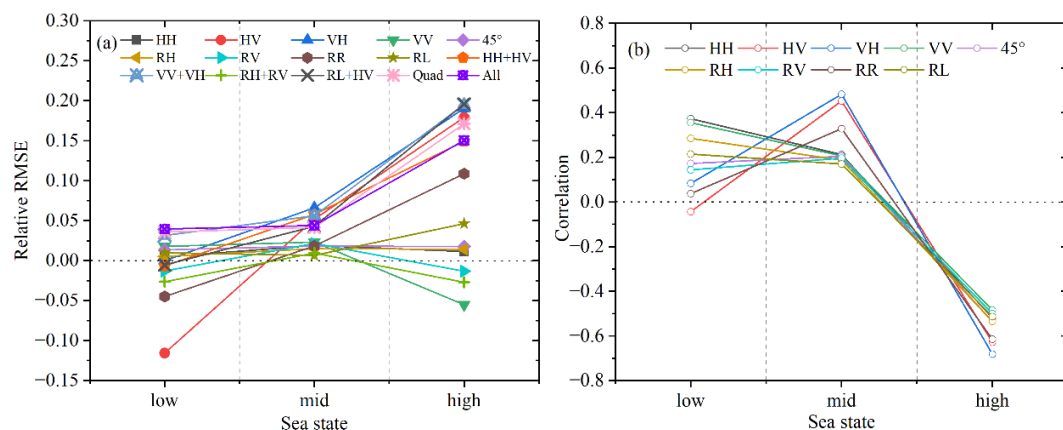 (a)
HH HV VH VV 45°
RH RV RR RL HH+HV
VV+VH RH+RV RL+HV Quad All
0.30
0.25
0.20
0.15
0.10
0.05
0.00
−0.05
−0.10
−0.15
Relative RMSE
low mid high
Sea state
(b)
HH HV VH VV 45°
RH RV RR RL
0.8
0.6
0.4
0.2
0.0
−0.2
−0.4
−0.6
−0.8
Correlation
low mid high
Sea state